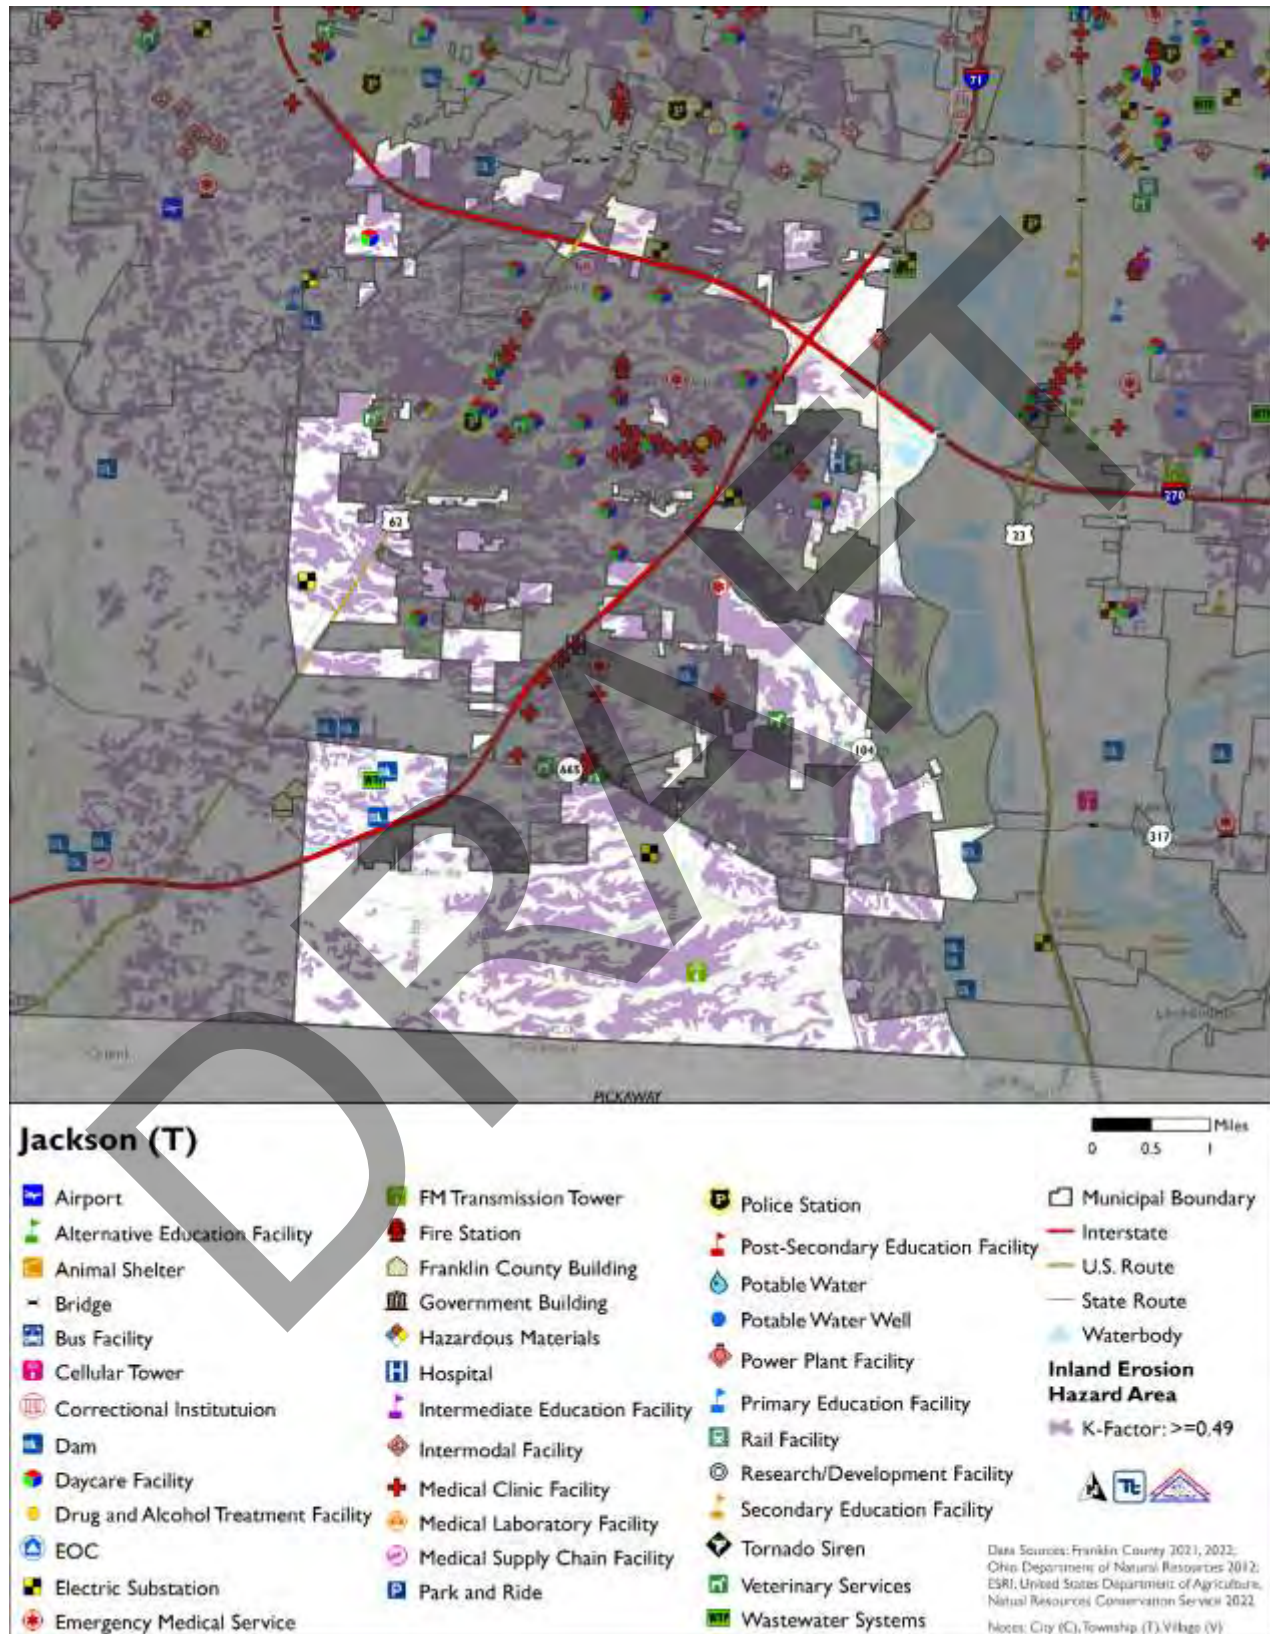 71
62
270
23
665
104
317
PICKAWAY
DRAFT
Jackson (T)
Miles
0 0.5 1
Airport
Alternative Education Facility
Animal Shelter
Bridge
Bus Facility
Cellular Tower
Correctional Institutuion
Dam
Daycare Facility
Drug and Alcohol Treatment Facility
EOC
Electric Substation
Emergency Medical Service
FM Transmission Tower
Fire Station
Franklin County Building
Government Building
Hazardous Materials
Hospital
Intermediate Education Facility
Intermodal Facility
Medical Clinic Facility
Medical Laboratory Facility
Medical Supply Chain Facility
Park and Ride
Police Station
Post-Secondary Education Facility
Potable Water
Potable Water Well
Power Plant Facility
Primary Education Facility
Rail Facility
Research/Development Facility
Secondary Education Facility
Tornado Siren
Veterinary Services
WTP Wastewater Systems
Municipal Boundary
Interstate
U.S. Route
State Route
Waterbody
Inland Erosion
Hazard Area
K-Factor: >=0.49
Data Sources: Franklin County 2021, 2022;
Ohio Department of Natural Resources 2012;
ESRI, United States Department of Agriculture,
Natual Resources Conservation Service 2022
Notes: City (C), Township (T), Village (V)